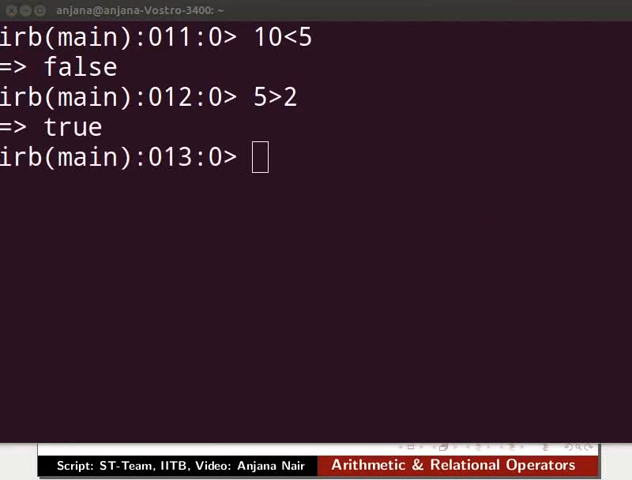 anjana@anjana-Vostro-3400: ~
irb(main):011:0> 10<5
=> false
irb(main):012:0> 5>2
=> true
irb(main):013:0>
Script: ST-Team, IITB, Video: Anjana Nair
Arithmetic & Relational Operators